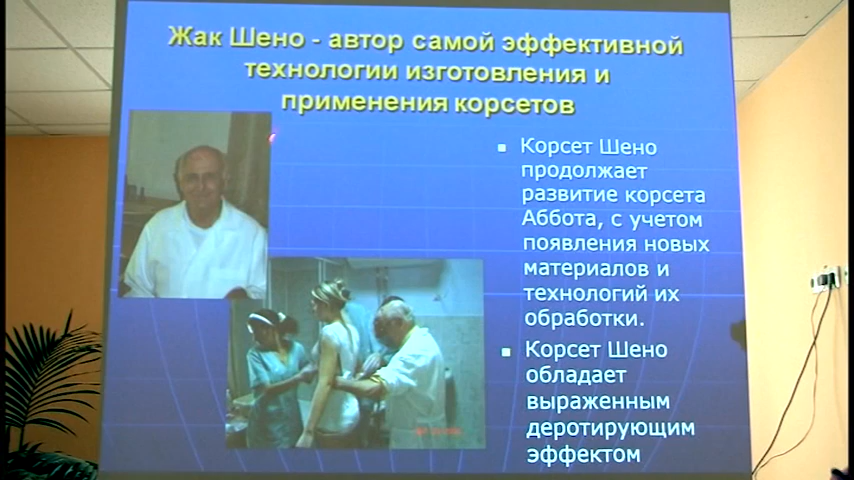 Жак Шено - автор самой эффективной
технологии изготовления и
применения корсетов
Корсет Шено
продолжает
развитие корсета
Аббота, с учетом
появления новых
материалов и
технологий их
обработки.
Корсет Шено
обладает
выраженным
деротирующим
эффектом